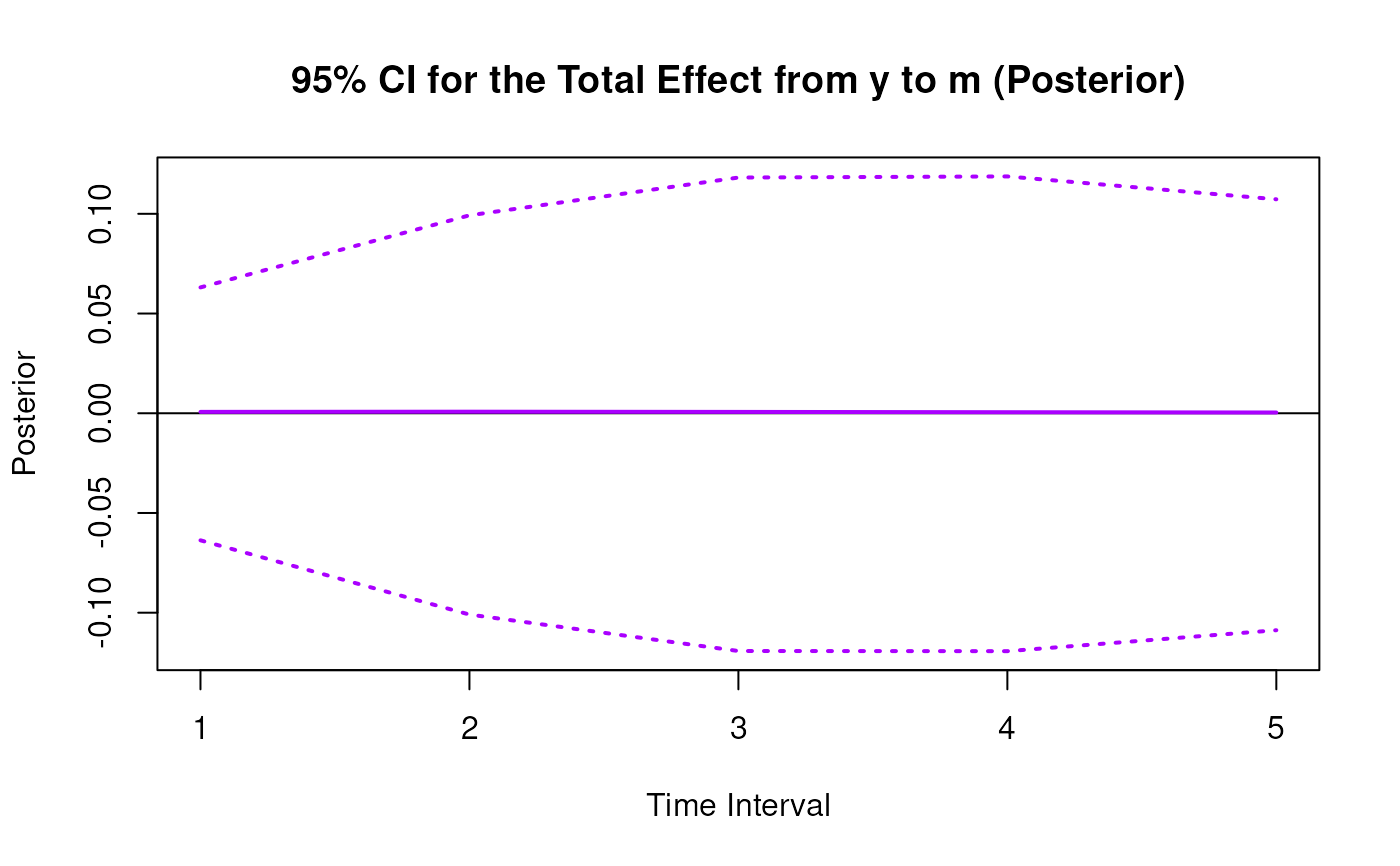 95% CI for the Total Effect from y to m (Posterior)
Posterior
0.10
0.05
0.00
-0.05
-0.10
1 2 3 4 5
Time Interval